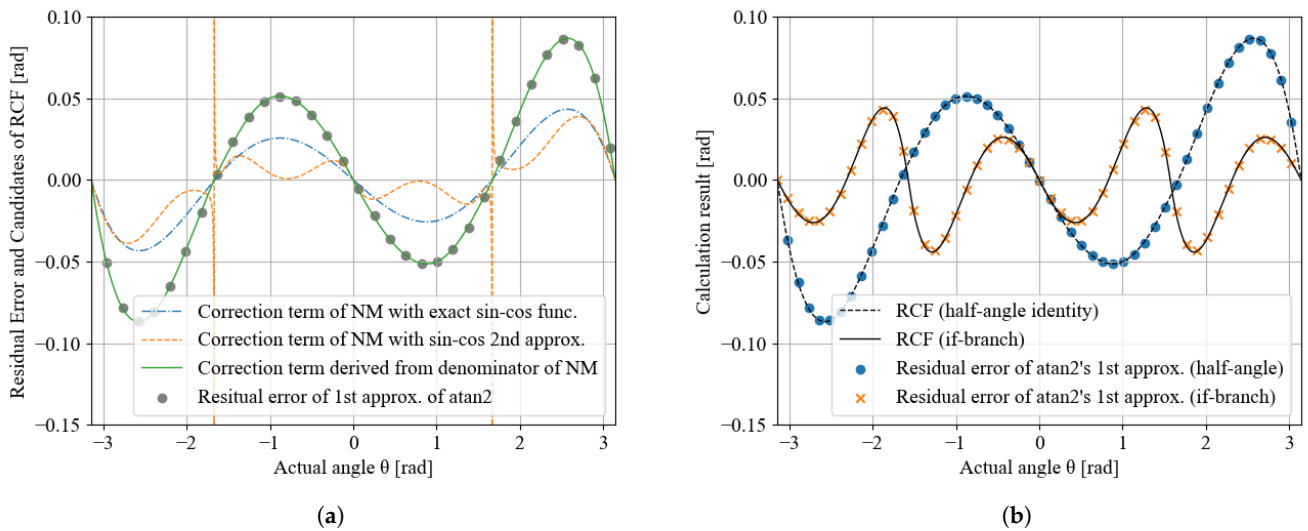 Residual Error and Candidates of RCF [rad]
0.10
0.05
0.00
−0.05
−0.10
−0.15
−3 −2 −1 0 1 2 3
Actual angle θ [rad]
Correction term of NM with exact sin-cos func.
Correction term of NM with sin-cos 2nd approx.
Correction term derived from denominator of NM
Resitual error of 1st approx. of atan2
(a)
Calculation result [rad]
0.10
0.05
0.00
−0.05
−0.10
−0.15
−3 −2 −1 0 1 2 3
Actual angle θ [rad]
RCF (half-angle identity)
RCF (if-branch)
Residual error of atan2's 1st approx. (half-angle)
Residual error of atan2's 1st approx. (if-branch)
(b)